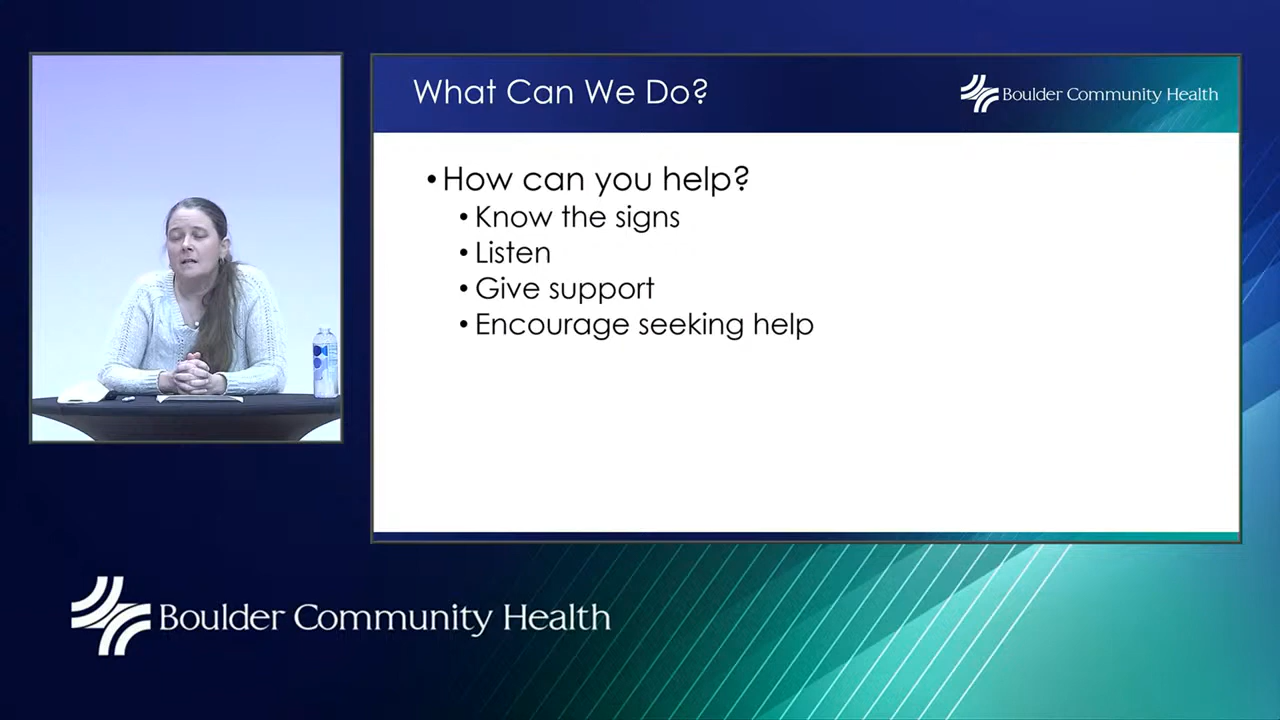 What Can We Do?
Boulder Community Health
• How can you help?
• Know the signs
• Listen
• Give support
• Encourage seeking help
Boulder Community Health